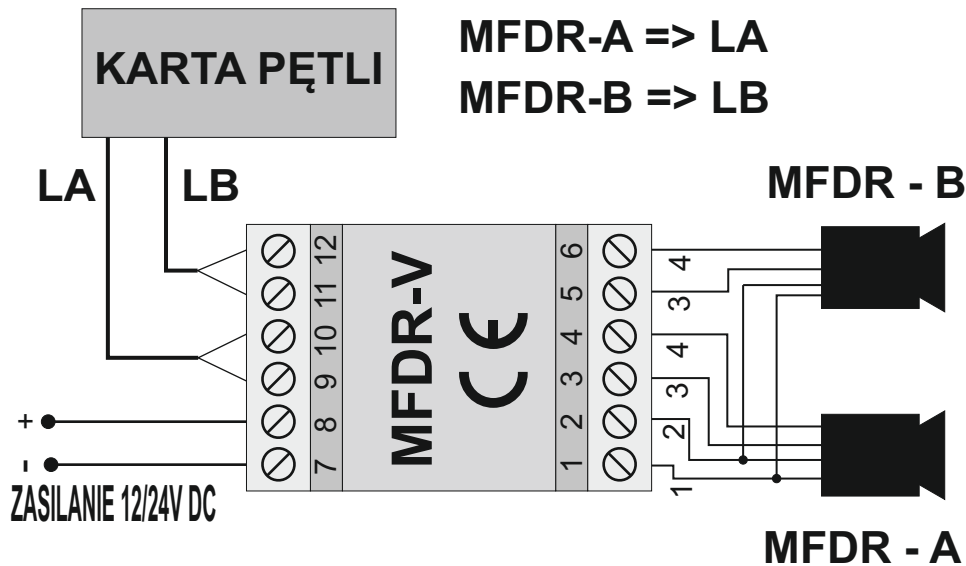 KARTA PĘTLI
MFDR-A => LA
MFDR-B => LB
LA
LB
MFDR - B
12
11
10
9
8
7
MFDR-V
CE
6
5
4
3
2
1
4
3
4
3
2
1
+
-
ZASILANIE 12/24V DC
MFDR - A